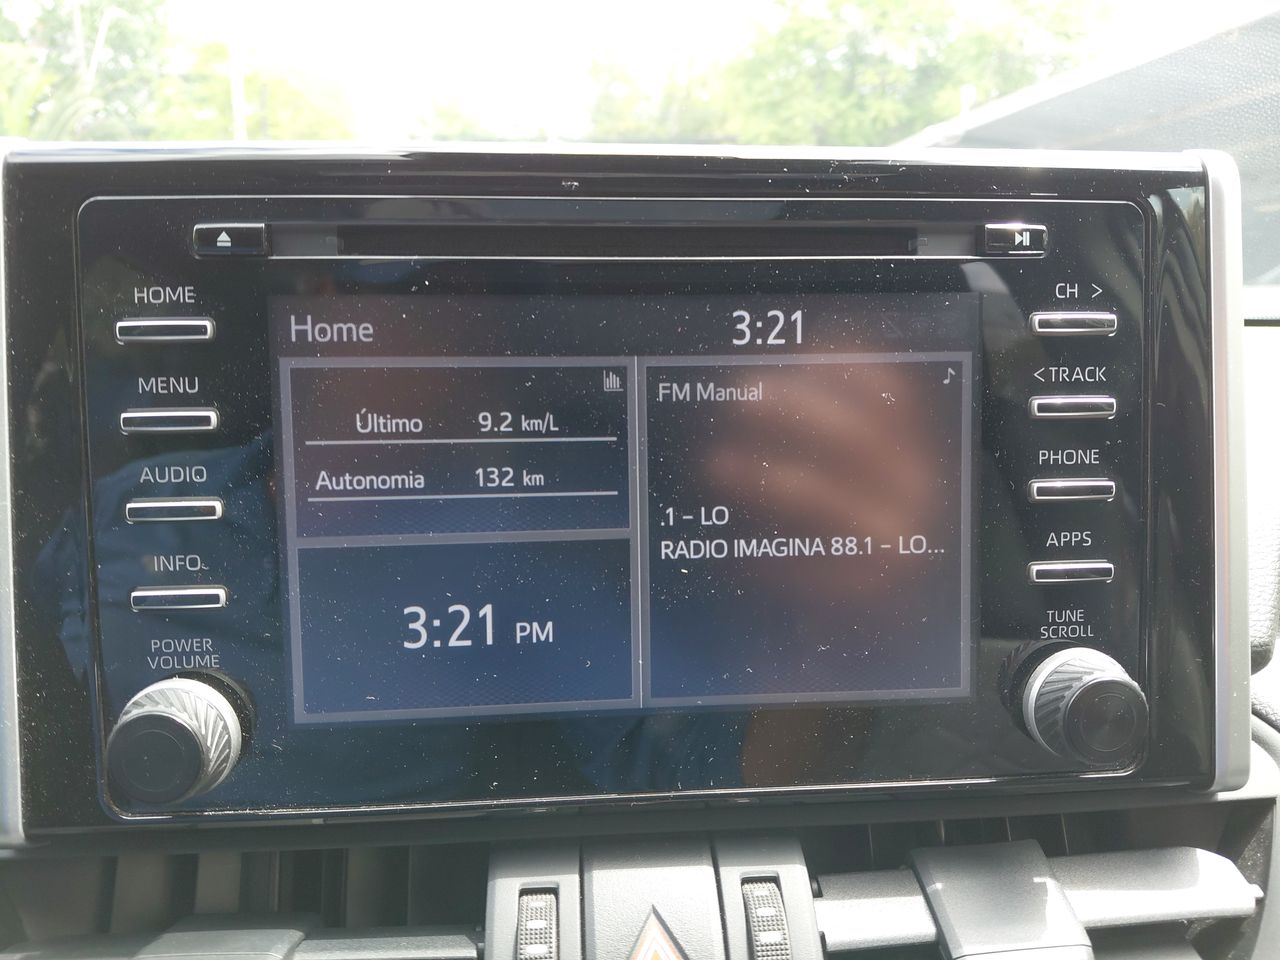 HOME
MENU
AUDIO
INFO
POWER
VOLUME
Home 3:21
Último 9.2 km/L
Autonomia 132 km
3:21 PM
FM Manual
.1 – LO
RADIO IMAGINA 88.1 – LO...
CH >
< TRACK
PHONE
APPS
TUNE
SCROLL